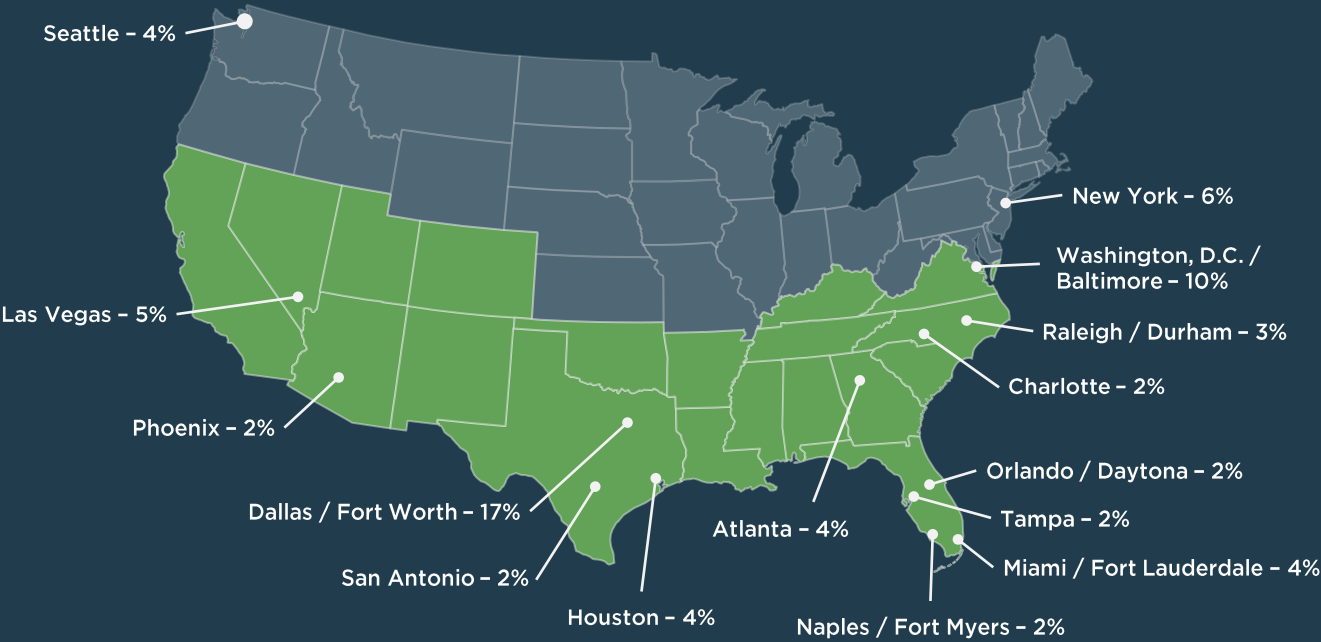 Seattle – 4%
New York – 6%
Washington, D.C. /
Baltimore – 10%
Las Vegas – 5%
Raleigh / Durham – 3%
Charlotte – 2%
Phoenix – 2%
Orlando / Daytona – 2%
Dallas / Fort Worth – 17%
Tampa – 2%
Atlanta – 4%
Miami / Fort Lauderdale – 4%
San Antonio – 2%
Houston – 4%
Naples / Fort Myers – 2%